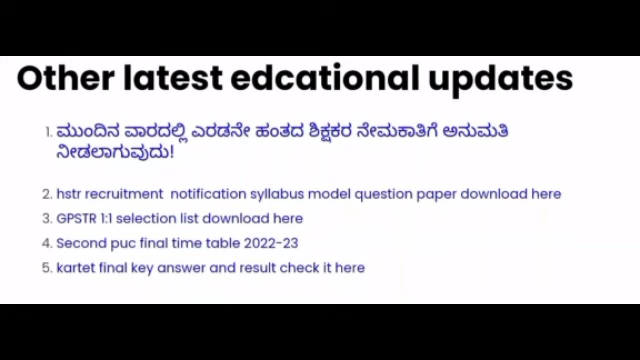 Other latest edcational updates
1. ಮುಂದಿನ ವಾರದಲ್ಲಿ ಎರಡನೇ ಹಂತದ ಶಿಕ್ಷಕರ ನೇಮಕಾತಿಗೆ ಅನುಮತಿ
ನೀಡಲಾಗುವುದು!
2. hstr recruitment notification syllabus model question paper download here
3. GPSTR 1:1 selection list download here
4. Second puc final time table 2022-23
5. kartet final key answer and result check it here